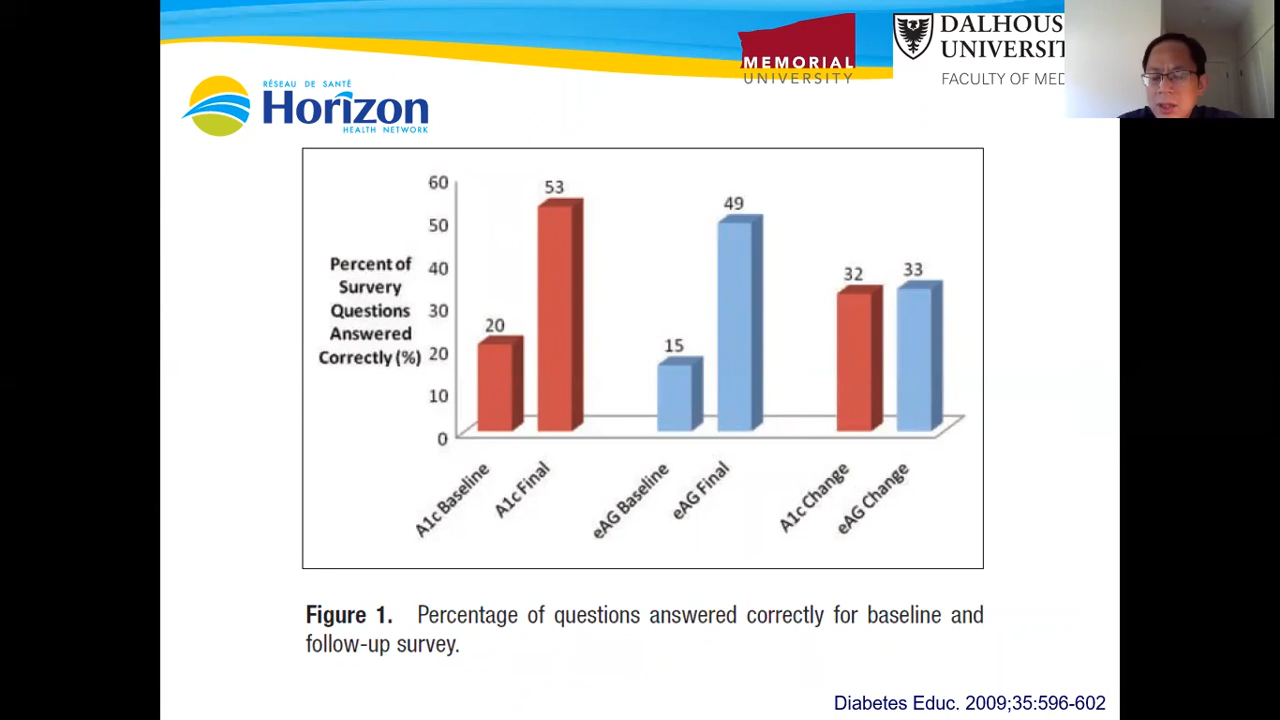 MEMORIAL
UNIVERSITY
DALHOUS
UNIVERSIT
FACULTY OF MED
RÉSEAU DE SANTÉ
Horizon
HEALTH NETWORK
Percent of
Survery
Questions
Answered
Correctly (%)
60
50
40
30
20
10
0
20
53
15
49
32
33
A1c Baseline
A1c Final
eAG Baseline
eAG Final
A1c Change
eAG Change
Figure 1. Percentage of questions answered correctly for baseline and
follow-up survey.
Diabetes Educ. 2009;35:596-602